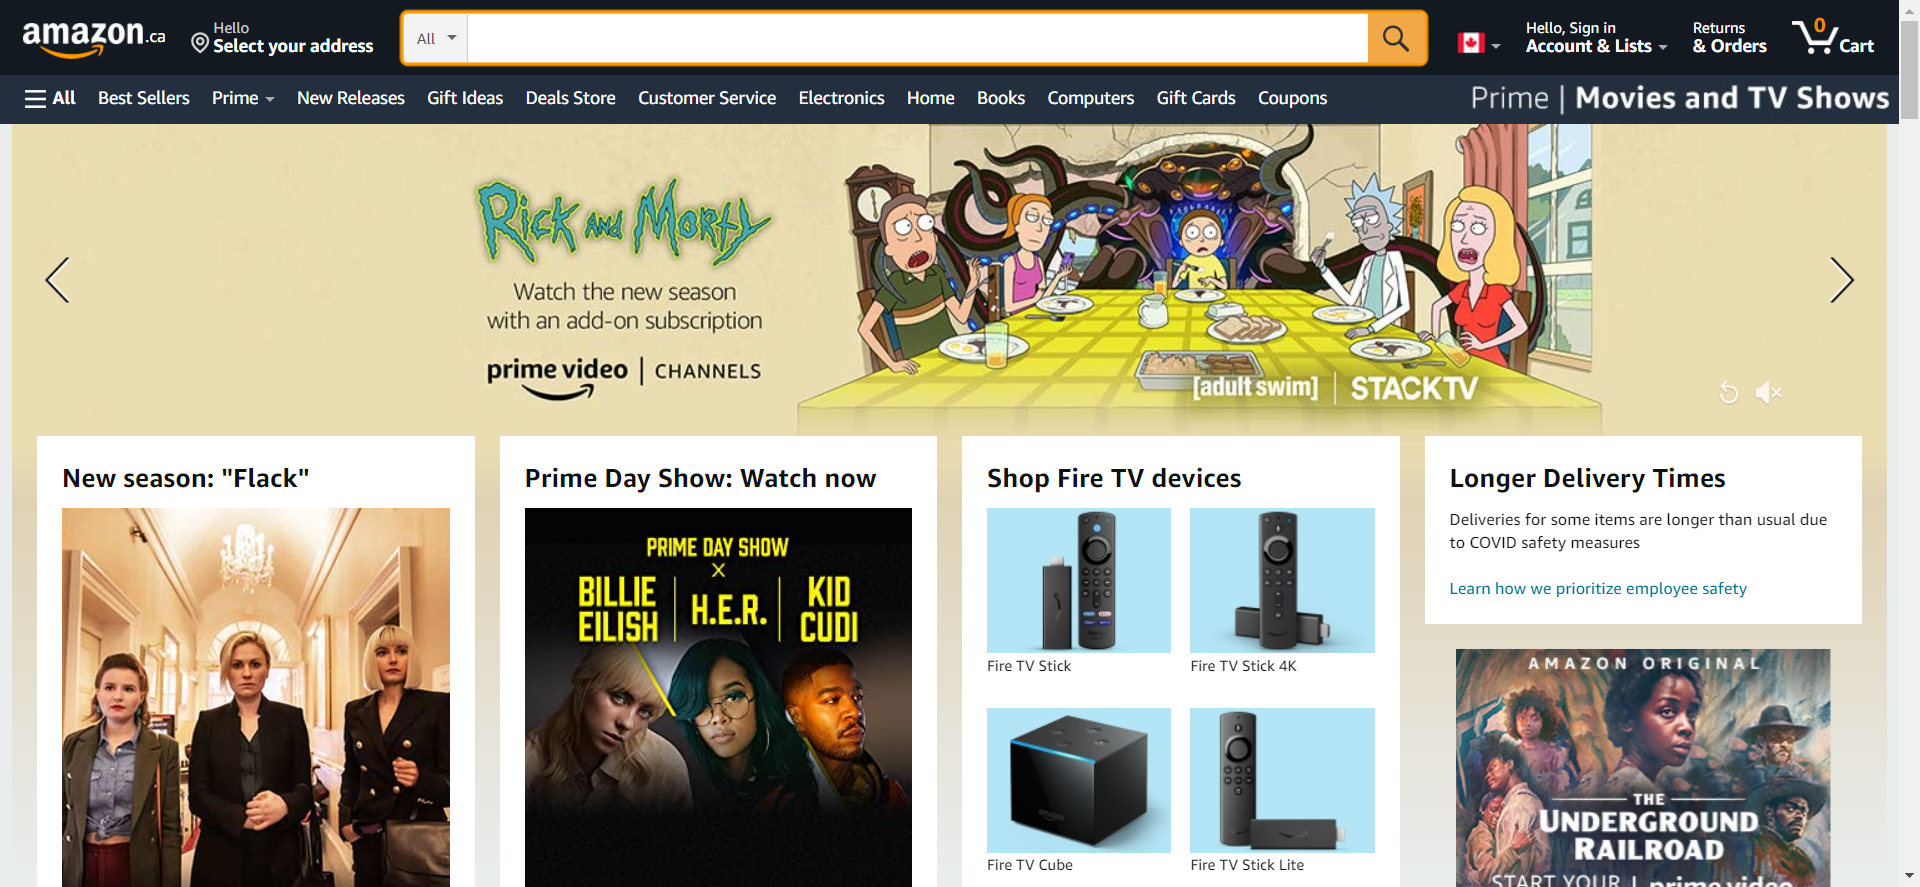 amazon.ca
Hello
Select your address
All
Hello, Sign in
Account & Lists
Returns
& Orders
0
Cart
All
Best Sellers
Prime
New Releases
Gift Ideas
Deals Store
Customer Service
Electronics
Home
Books
Computers
Gift Cards
Coupons
Prime | Movies and TV Shows
Rick and Morty
Watch the new season
with an add-on subscription
prime video | CHANNELS
[adult swim] | STACKTV
New season: "Flack"
Prime Day Show: Watch now
PRIME DAY SHOW
X
BILLIE EILISH | H.E.R. | KID CUDI
Shop Fire TV devices
Fire TV Stick
Fire TV Stick 4K
Fire TV Cube
Fire TV Stick Lite
Longer Delivery Times
Deliveries for some items are longer than usual due
to COVID safety measures
Learn how we prioritize employee safety
AMAZON ORIGINAL
THE
UNDERGROUND
RAILROAD
START YOUR | prime video